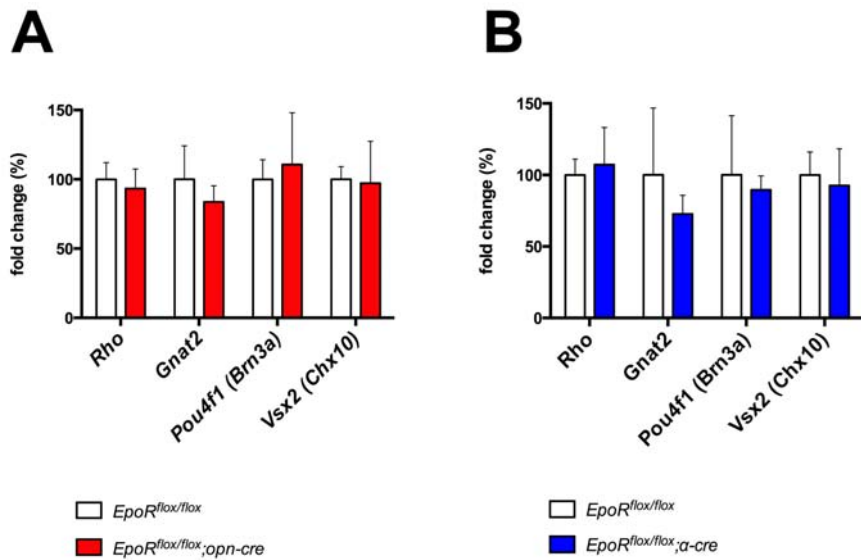 A
fold change (%)
150
100
50
0
Rho
Gnat2
Pou4f1 (Brn3a)
Vsx2 (Chx10)
EpoRflox/flox
EpoRflox/flox;opn-cre
B
fold change (%)
150
100
50
0
Rho
Gnat2
Pou4f1 (Brn3a)
Vsx2 (Chx10)
EpoRflox/flox
EpoRflox/flox;α-cre